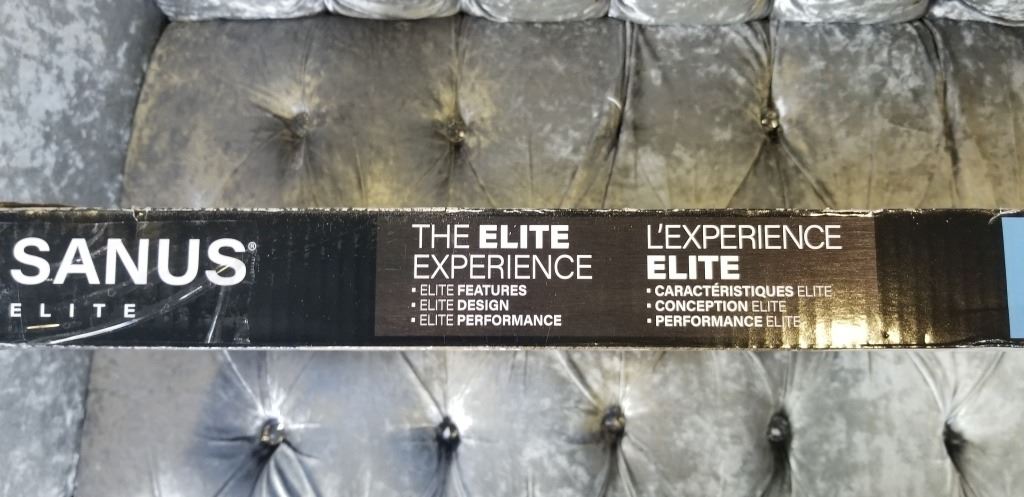 SANUS®
ELITE
THE ELITE
EXPERIENCE
▪ ELITE FEATURES
▪ ELITE DESIGN
▪ ELITE PERFORMANCE
L'EXPERIENCE
ELITE
▪ CARACTÉRISTIQUES ELITE
▪ CONCEPTION ELITE
▪ PERFORMANCE ELITE